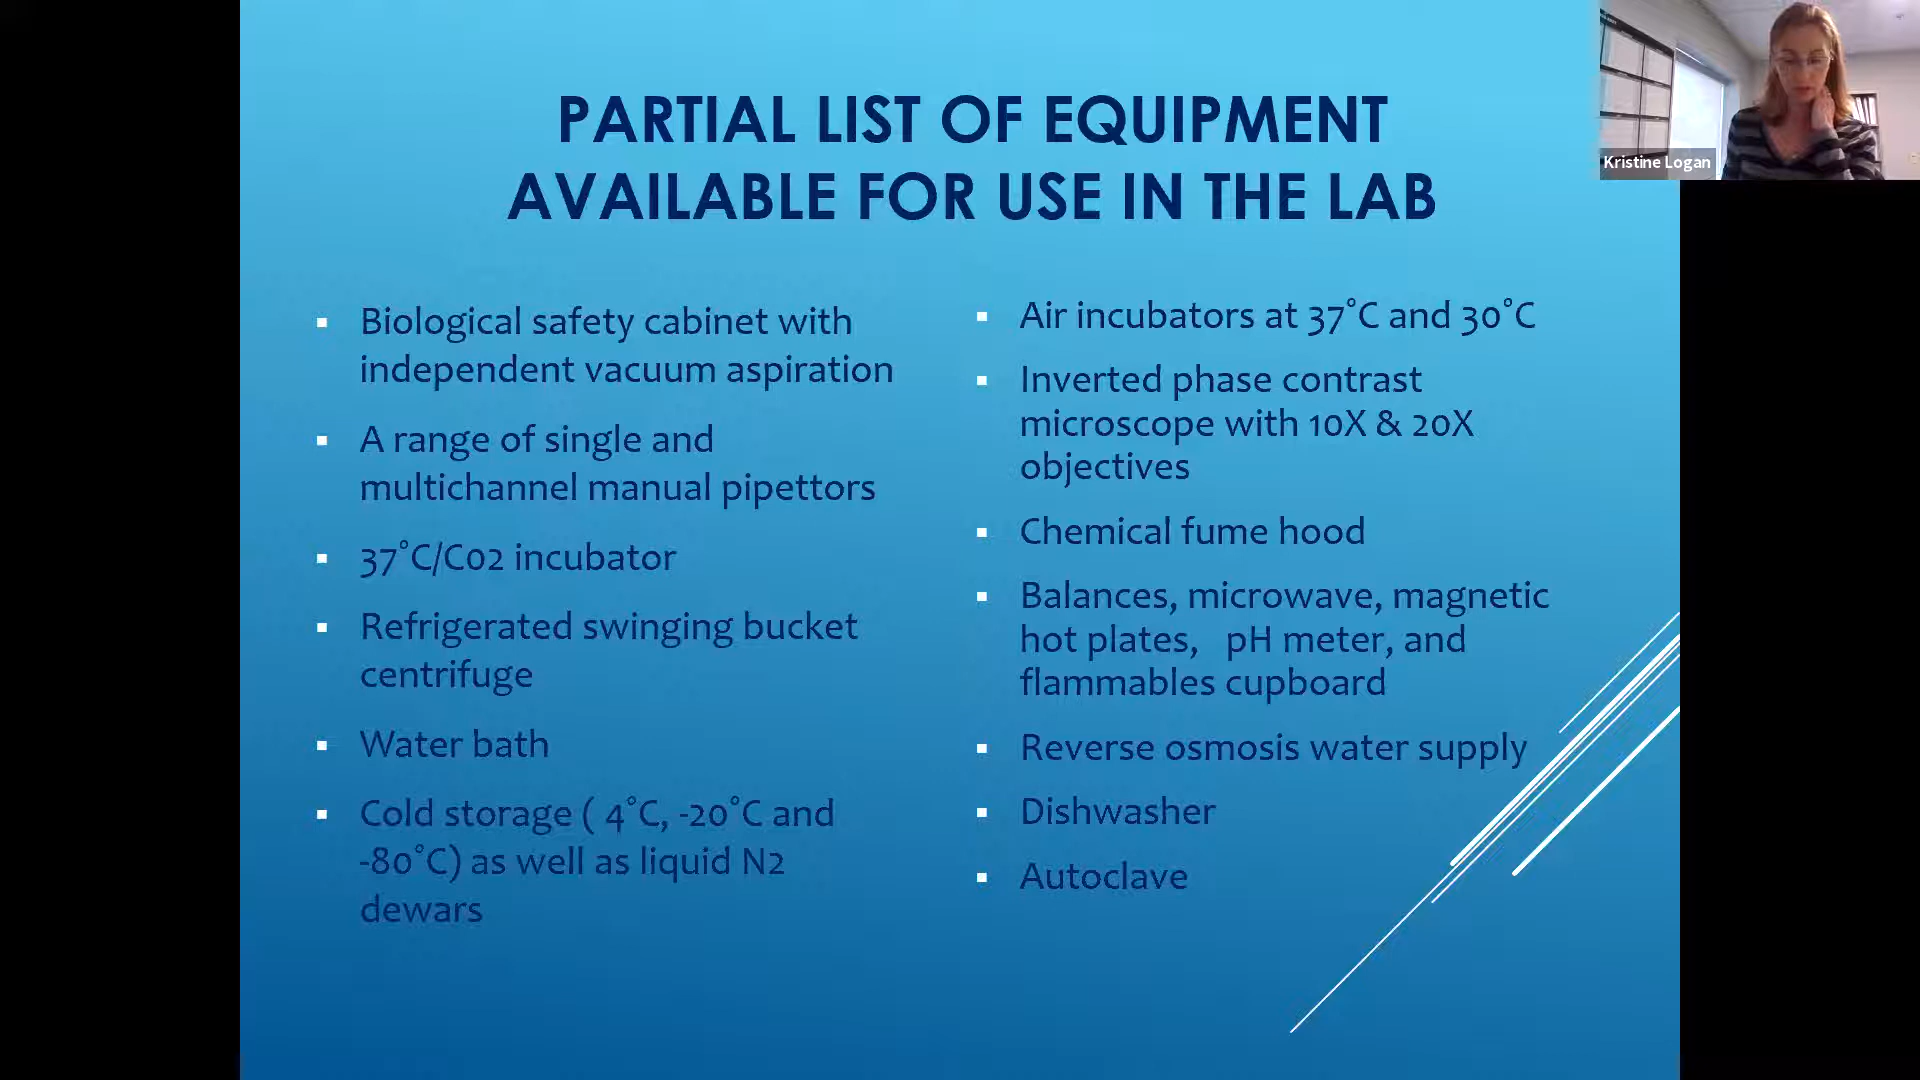 PARTIAL LIST OF EQUIPMENT
AVAILABLE FOR USE IN THE LAB
Biological safety cabinet with
independent vacuum aspiration
A range of single and
multichannel manual pipettors
37°C/C02 incubator
Refrigerated swinging bucket
centrifuge
Water bath
Cold storage ( 4°C, -20°C and
-80°C) as well as liquid N2
dewars
Air incubators at 37°C and 30°C
Inverted phase contrast
microscope with 10X & 20X
objectives
Chemical fume hood
Balances, microwave, magnetic
hot plates, pH meter, and
flammables cupboard
Reverse osmosis water supply
Dishwasher
Autoclave
Kristine Logan